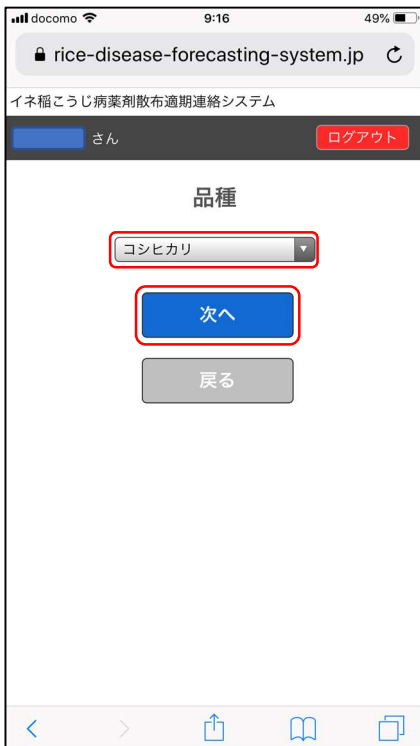 docomo 9:16 49%
rice-disease-forecasting-system.jp
イネ稲こうじ病薬剤散布適期連絡システム
さん ログアウト
品種
コシヒカリ
次へ
戻る